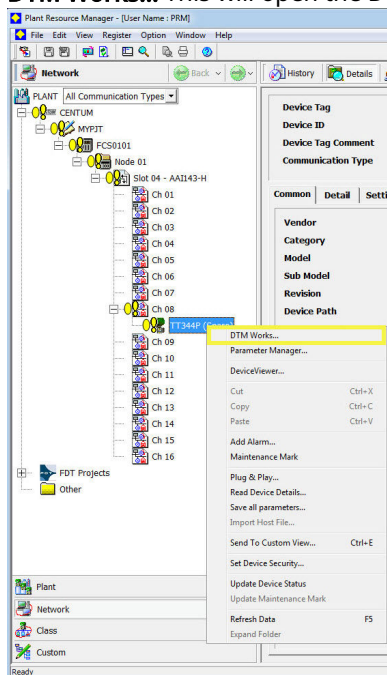 DTM Works... This will open the D
Plant Resource Manager - [User Name : PRM]
File Edit View Register Option Window Help
Network Back History Details
PLANT All Communication Types
CENTUM
MYPJT
FCS0101
Node 01
Slot 04 - AAI143-H
Ch 01
Ch 02
Ch 03
Ch 04
Ch 05
Ch 06
Ch 07
Ch 08
TT344P
Ch 09
Ch 10
Ch 11
Ch 12
Ch 13
Ch 14
Ch 15
Ch 16
FDT Projects
Other
Plant
Network
Class
Custom
Ready
Device Tag
Device ID
Device Tag Comment
Communication Type
Common Detail Setti
Vendor
Category
Model
Sub Model
Revision
Device Path
DTM Works...
Parameter Manager...
DeviceViewer...
Cut Ctrl+X
Copy Ctrl+C
Paste Ctrl+V
Add Alarm...
Maintenance Mark
Plug & Play...
Read Device Details...
Save all parameters...
Import Host File...
Send To Custom View... Ctrl+E
Set Device Security...
Update Device Status
Update Maintenance Mark
Refresh Data F5
Expand Folder